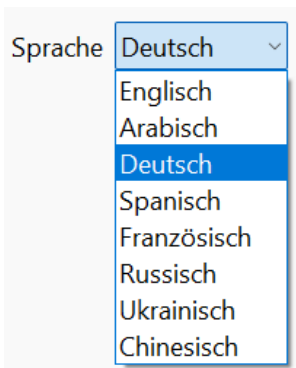 Sprache Deutsch
Englisch
Arabisch
Deutsch
Spanisch
Französisch
Russisch
Ukrainisch
Chinesisch